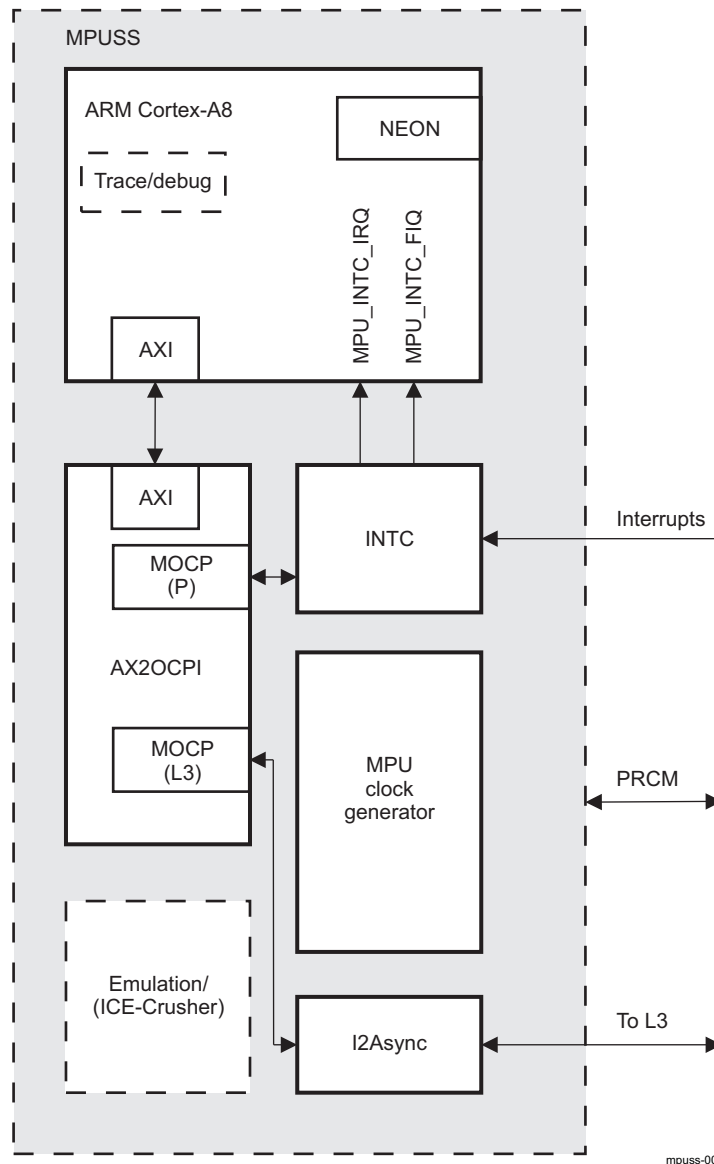 MPUSS
ARM Cortex-A8
NEON
Trace/debug
MPU_INTC_IRQ
MPU_INTC_FIQ
AXI
AXI
INTC
Interrupts
MOCP
(P)
AX2OCPI
MOCP
(L3)
MPU
clock
generator
PRCM
Emulation/
(ICE-Crusher)
I2Async
To L3